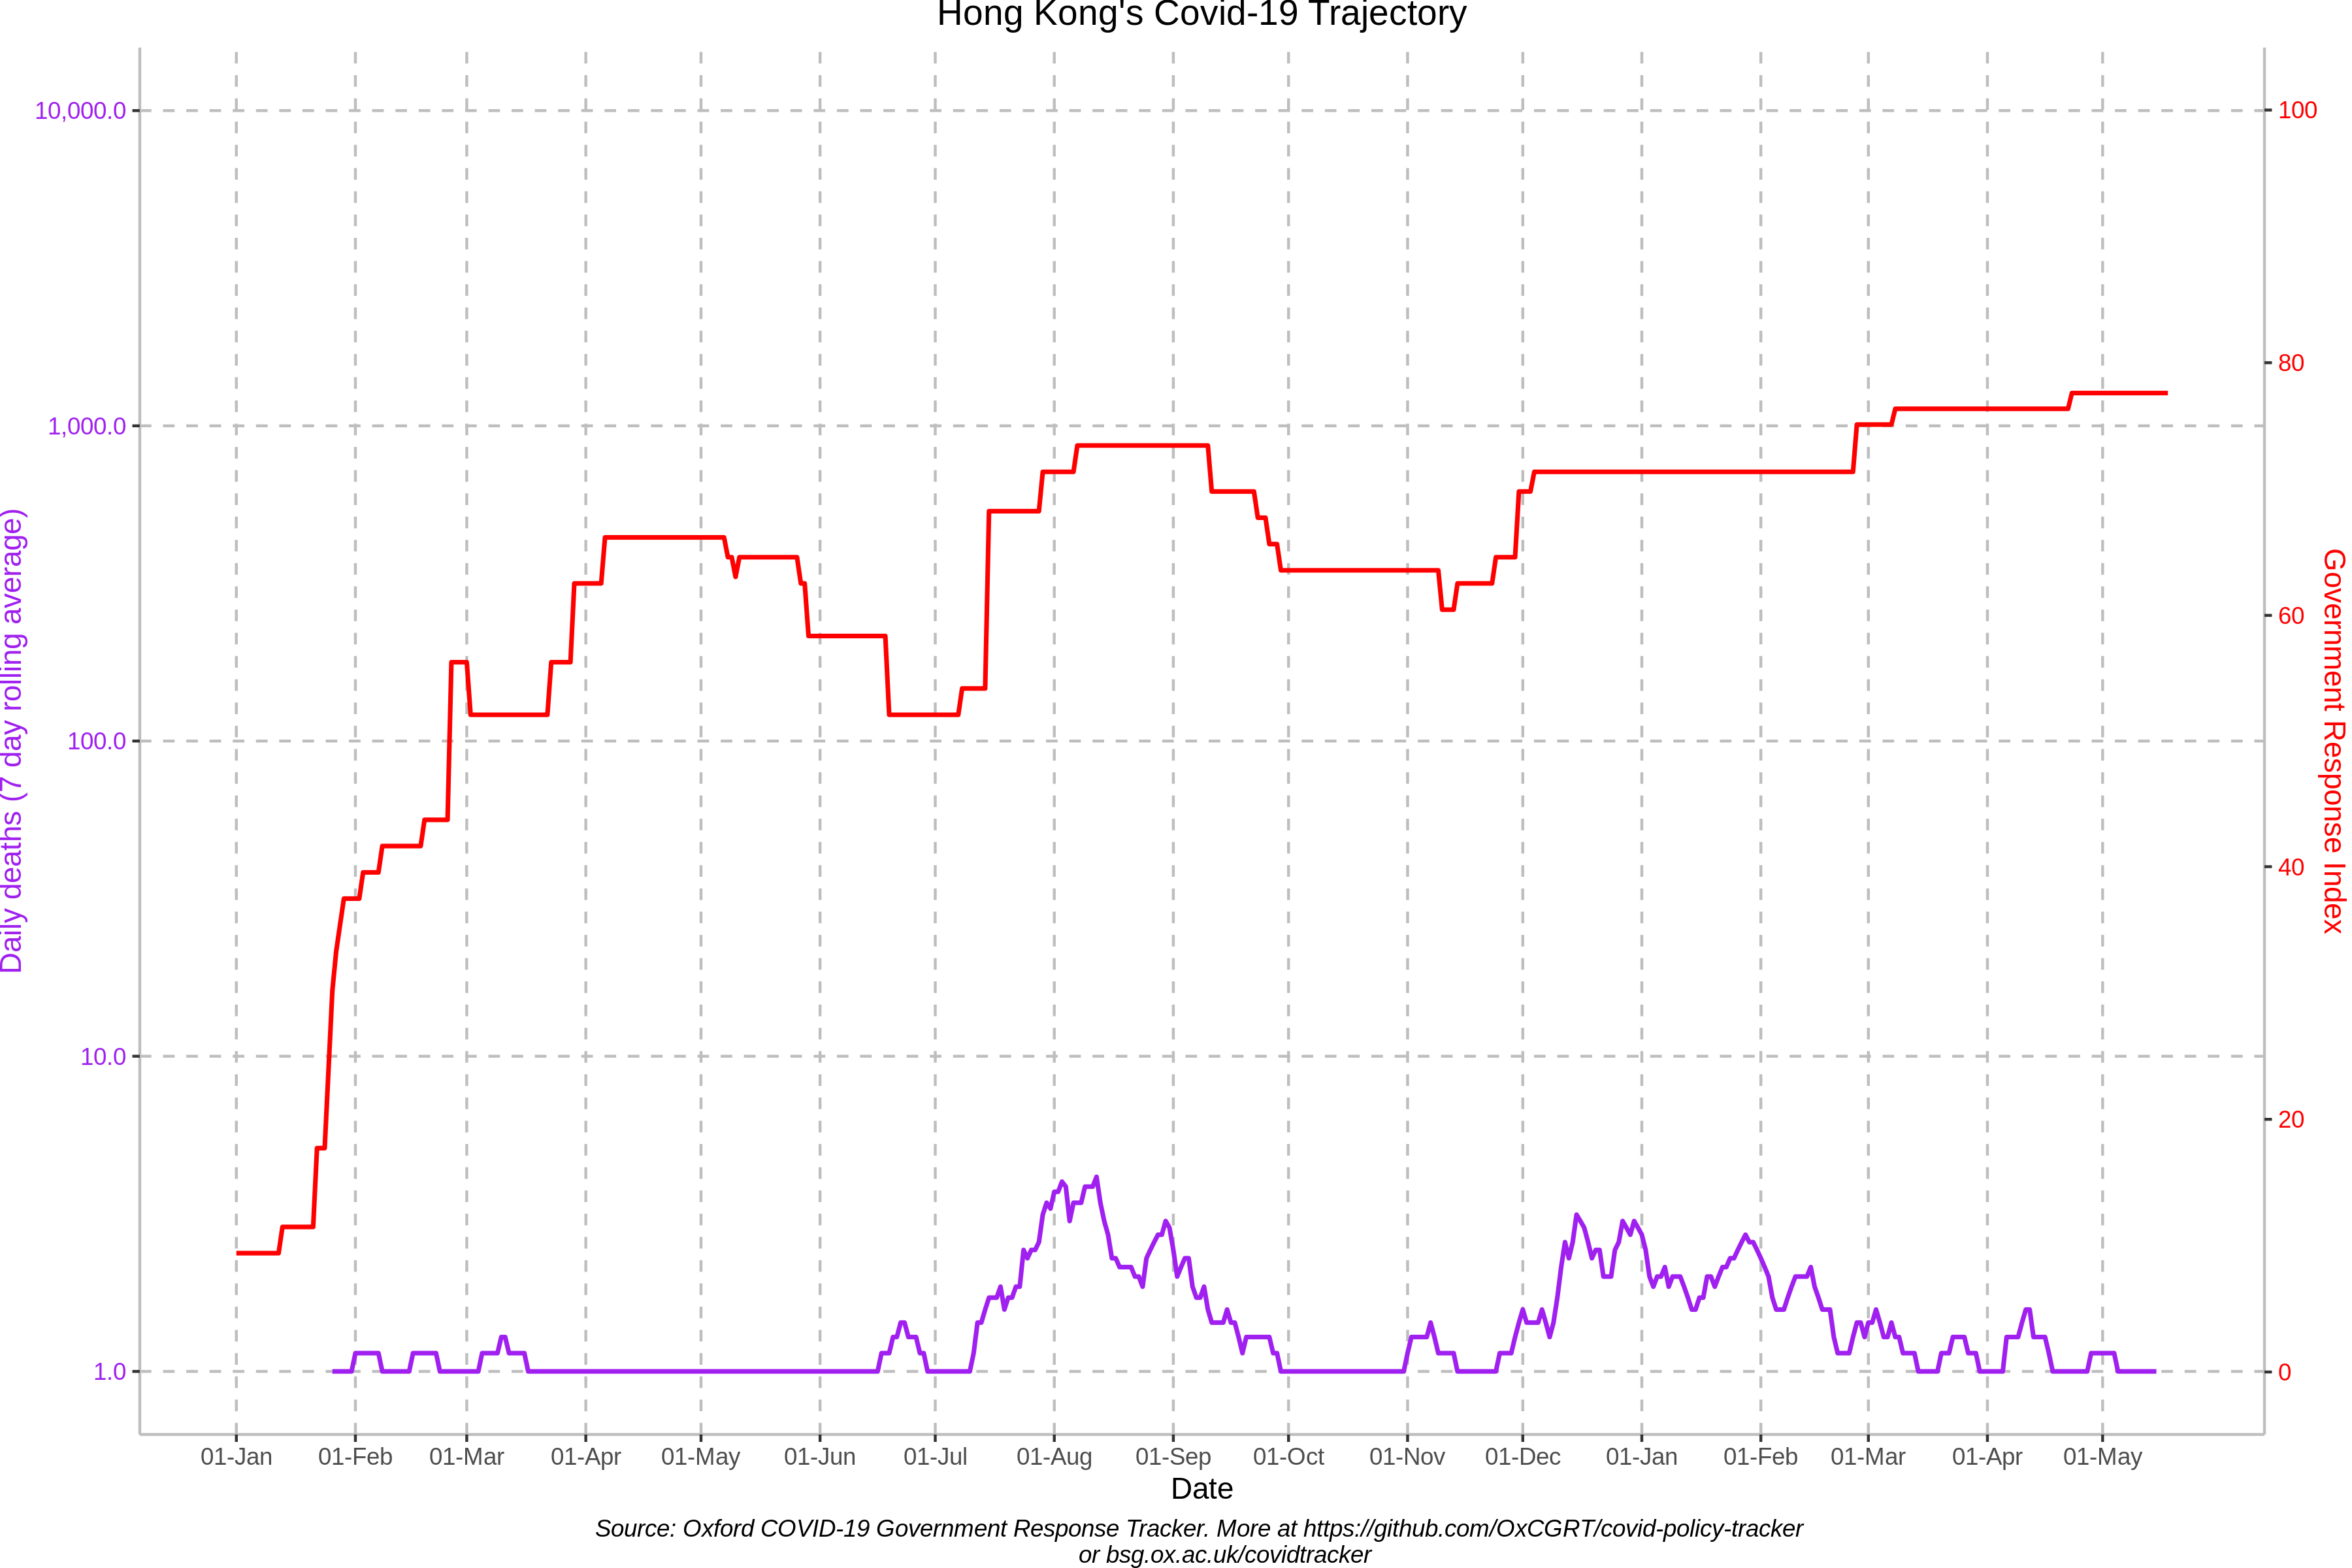 Hong Kong's Covid-19 Trajectory
10,000.0
1,000.0
100.0
10.0
1.0
Daily deaths (7 day rolling average)
100
80
60
40
20
0
Government Response Index
01-Jan 01-Feb 01-Mar 01-Apr 01-May 01-Jun 01-Jul 01-Aug 01-Sep 01-Oct 01-Nov 01-Dec 01-Jan 01-Feb 01-Mar 01-Apr 01-May
Date
Source: Oxford COVID-19 Government Response Tracker. More at https://github.com/OxCGRT/covid-policy-tracker
or bsg.ox.ac.uk/covidtracker